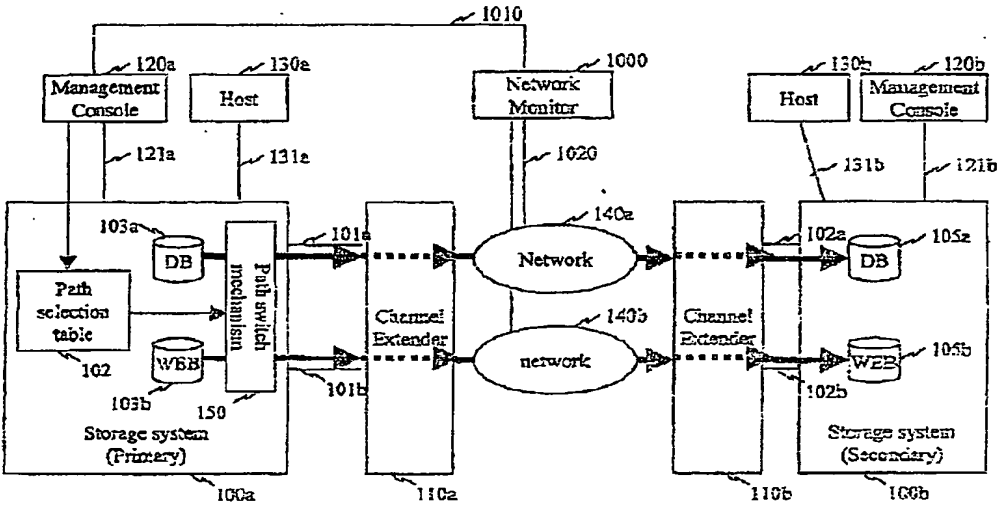 1010
120a
130a
1000
130b
120b
Management
Console
Host
Network
Monitor
Host
Management
Console
121a
131a
1020
131b
121b
103a
101a
140a
102a
105a
DB
Path switch
mechanism
Network
DB
Path
selection
table
Channel
Extender
140b
Channel
Extender
WEB
network
WEB
105b
102
101b
102b
103b
150
Storage system
(Primary)
Storage system
(Secondary)
100a
110a
110b
100b